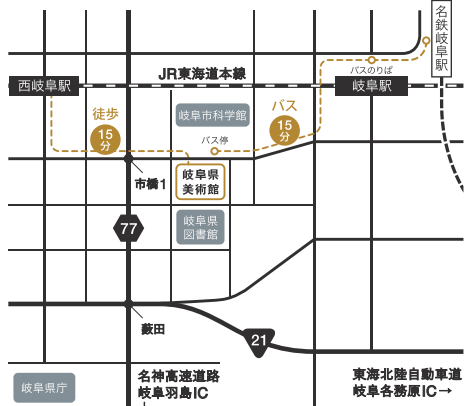 名鉄岐阜駅
バスのりば
JR東海道本線
西岐阜駅
岐阜駅
徒歩
15
分
岐阜市科学館
バス
15
分
バス停
市橋1
岐阜県
美術館
77
岐阜県
図書館
薮田
21
岐阜県庁
名神高速道路
岐阜羽島IC
↓
東海北陸自動車道
岐阜各務原IC→